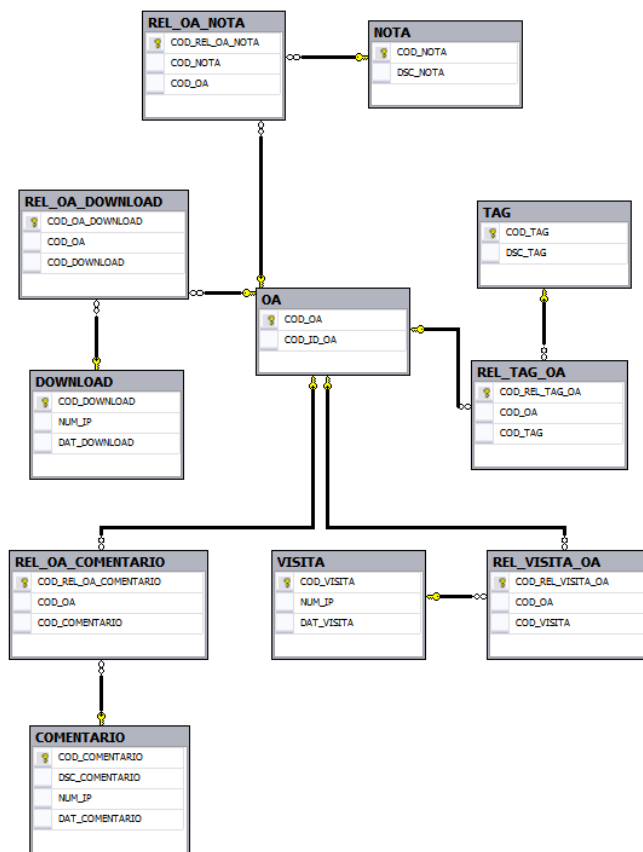 REL_OA_NOTA
COD_REL_OA_NOTA
COD_NOTA
COD_OA
NOTA
COD_NOTA
DSC_NOTA
REL_OA_DOWNLOAD
COD_OA_DOWNLOAD
COD_OA
COD_DOWNLOAD
TAG
COD_TAG
DSC_TAG
OA
COD_OA
COD_ID_OA
DOWNLOAD
COD_DOWNLOAD
NUM_IP
DAT_DOWNLOAD
REL_TAG_OA
COD_REL_TAG_OA
COD_OA
COD_TAG
REL_OA_COMENTARIO
COD_REL_OA_COMENTARIO
COD_OA
COD_COMENTARIO
VISITA
COD_VISITA
NUM_IP
DAT_VISITA
REL_VISITA_OA
COD_REL_VISITA_OA
COD_OA
COD_VISITA
COMENTARIO
COD_COMENTARIO
DSC_COMENTARIO
NUM_IP
DAT_COMENTARIO